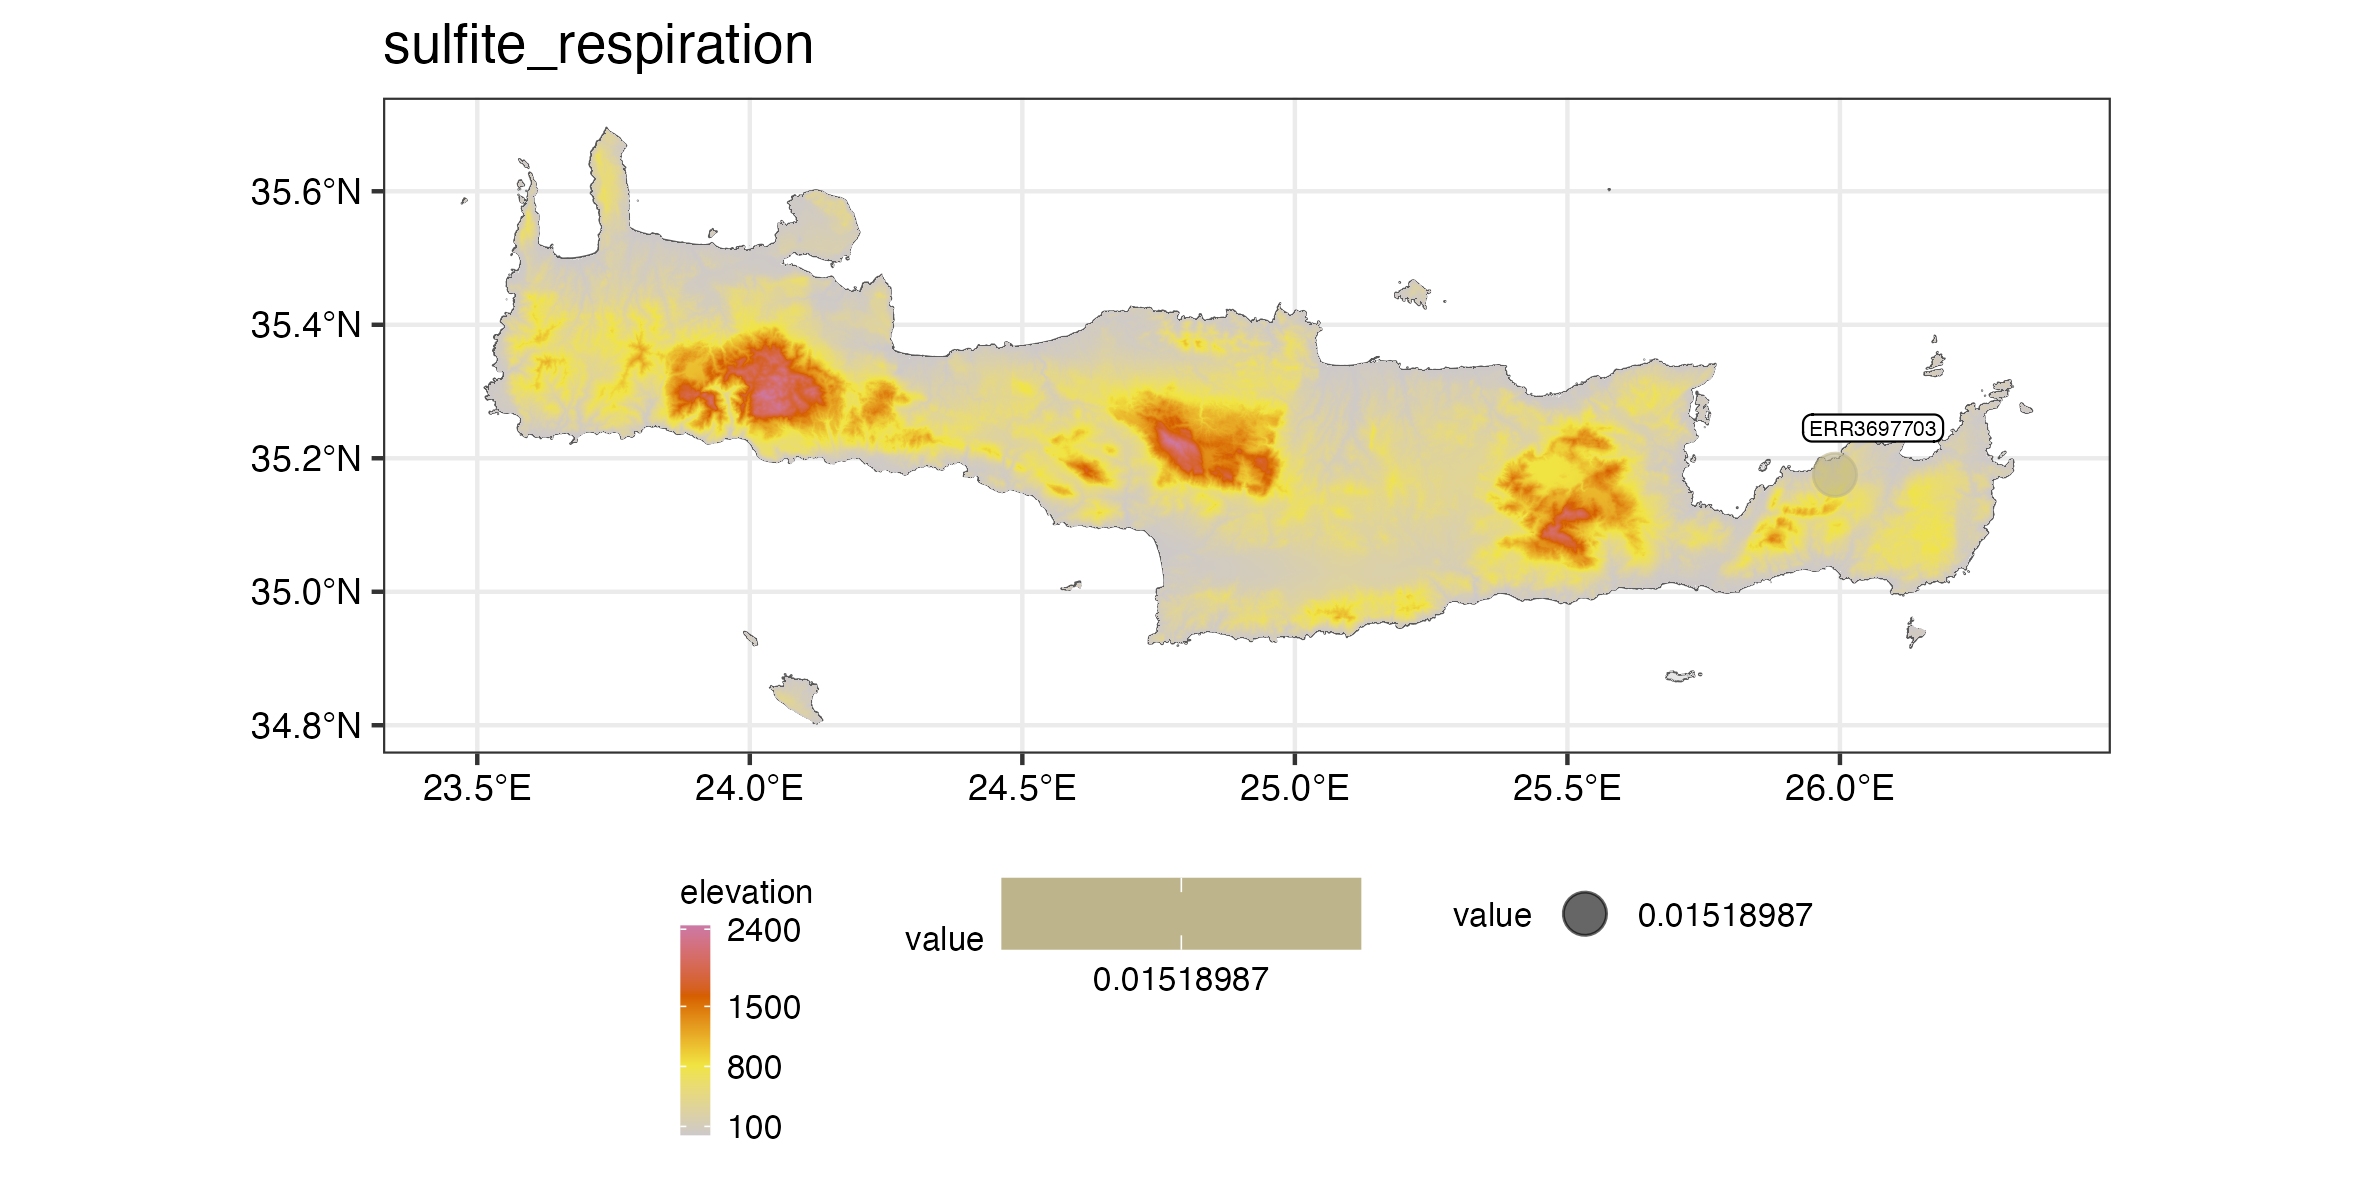 sulfite_respiration
35.6°N
35.4°N
35.2°N
35.0°N
34.8°N
ERR3697703
23.5°E 24.0°E 24.5°E 25.0°E 25.5°E 26.0°E
elevation
2400
1500
800
100
value
0.01518987
value 0.01518987